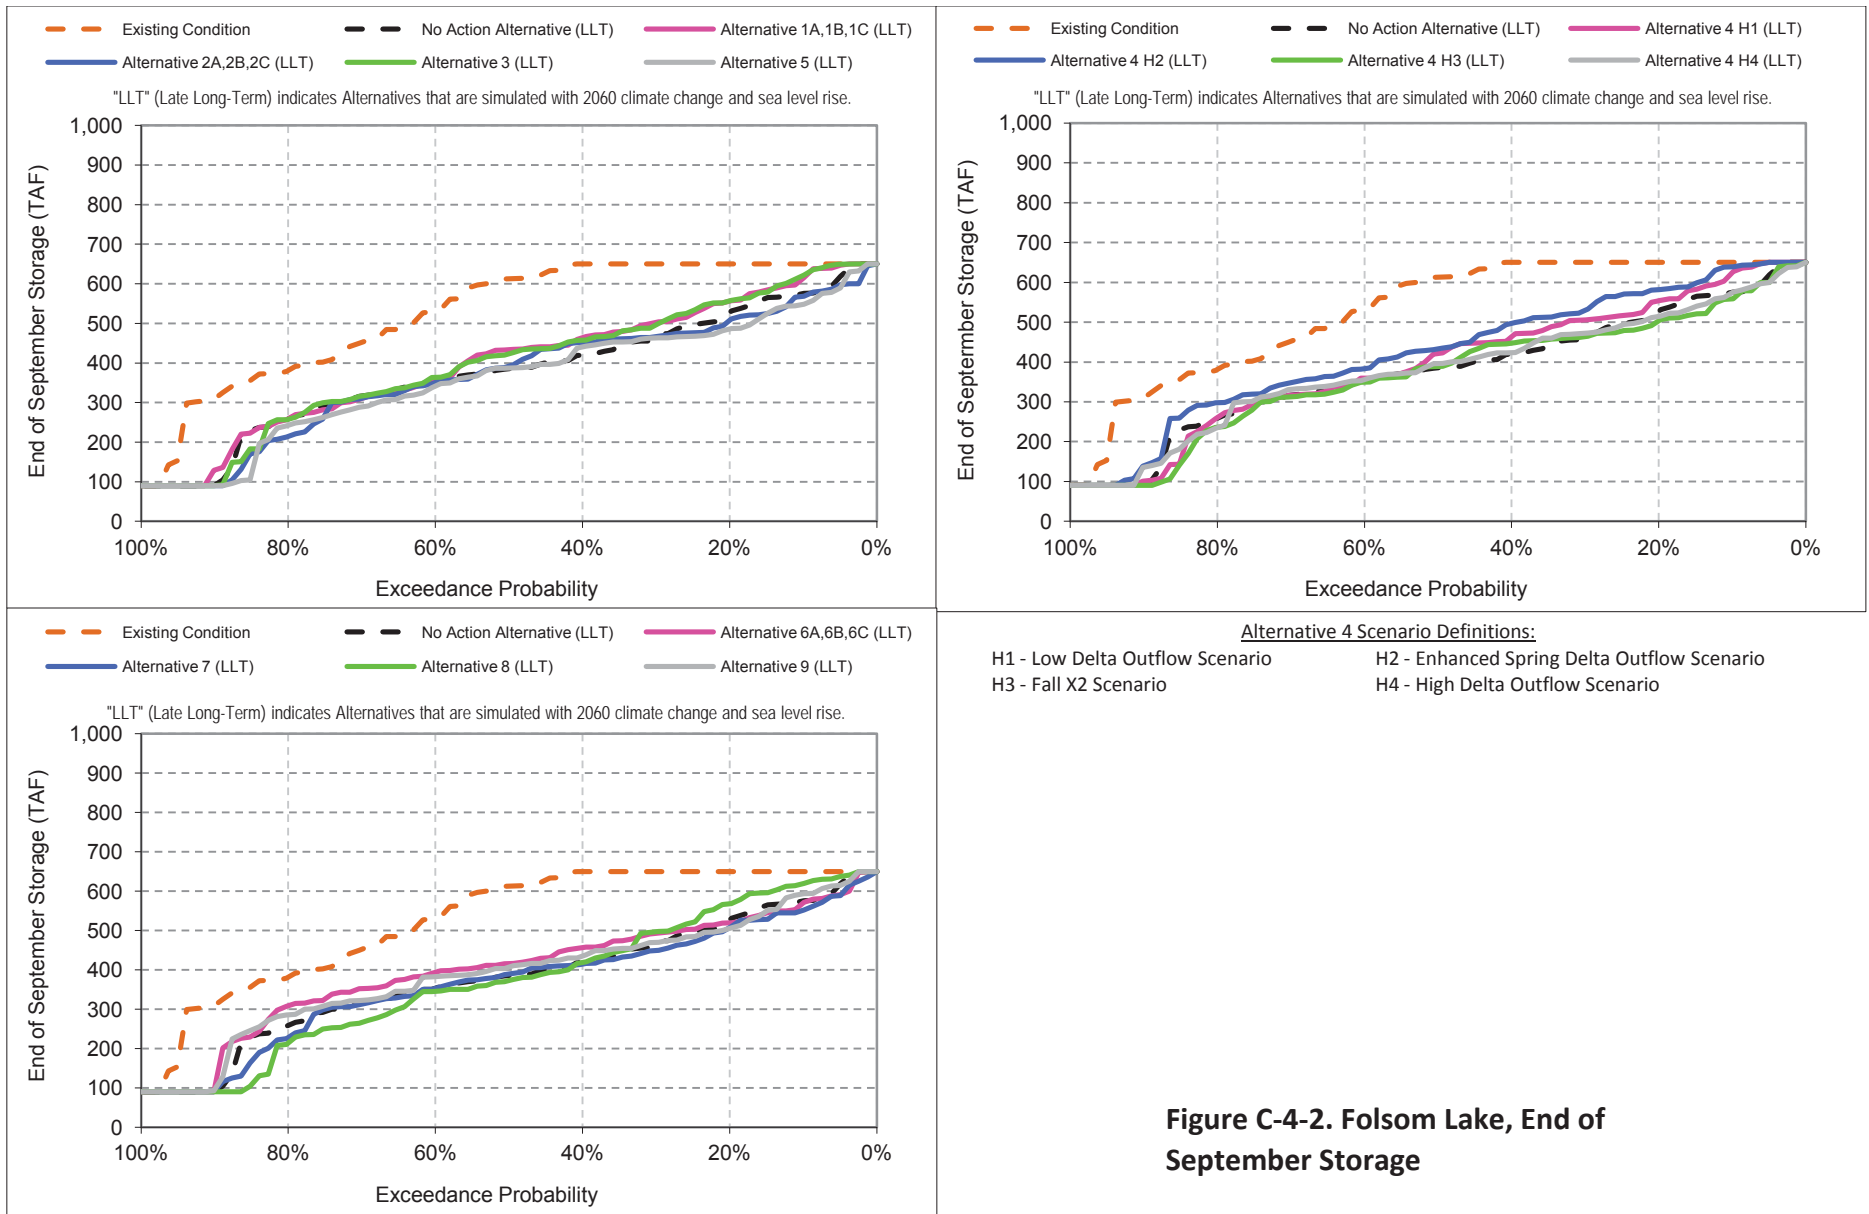 Existing Condition No Action Alternative (LLT) Alternative 1A,1B,1C (LLT)
Alternative 2A,2B,2C (LLT) Alternative 3 (LLT) Alternative 5 (LLT)
"LLT" (Late Long-Term) indicates Alternatives that are simulated with 2060 climate change and sea level rise.
End of September Storage (TAF)
1,000
900
800
700
600
500
400
300
200
100
0
100% 80% 60% 40% 20% 0%
Exceedance Probability
Existing Condition No Action Alternative (LLT) Alternative 4 H1 (LLT)
Alternative 4 H2 (LLT) Alternative 4 H3 (LLT) Alternative 4 H4 (LLT)
"LLT" (Late Long-Term) indicates Alternatives that are simulated with 2060 climate change and sea level rise.
End of September Storage (TAF)
1,000
900
800
700
600
500
400
300
200
100
0
100% 80% 60% 40% 20% 0%
Exceedance Probability
Existing Condition No Action Alternative (LLT) Alternative 6A,6B,6C (LLT)
Alternative 7 (LLT) Alternative 8 (LLT) Alternative 9 (LLT)
"LLT" (Late Long-Term) indicates Alternatives that are simulated with 2060 climate change and sea level rise.
End of September Storage (TAF)
1,000
900
800
700
600
500
400
300
200
100
0
100% 80% 60% 40% 20% 0%
Exceedance Probability
Alternative 4 Scenario Definitions:
H1 - Low Delta Outflow Scenario H2 - Enhanced Spring Delta Outflow Scenario
H3 - Fall X2 Scenario H4 - High Delta Outflow Scenario
Figure C-4-2. Folsom Lake, End of
September Storage